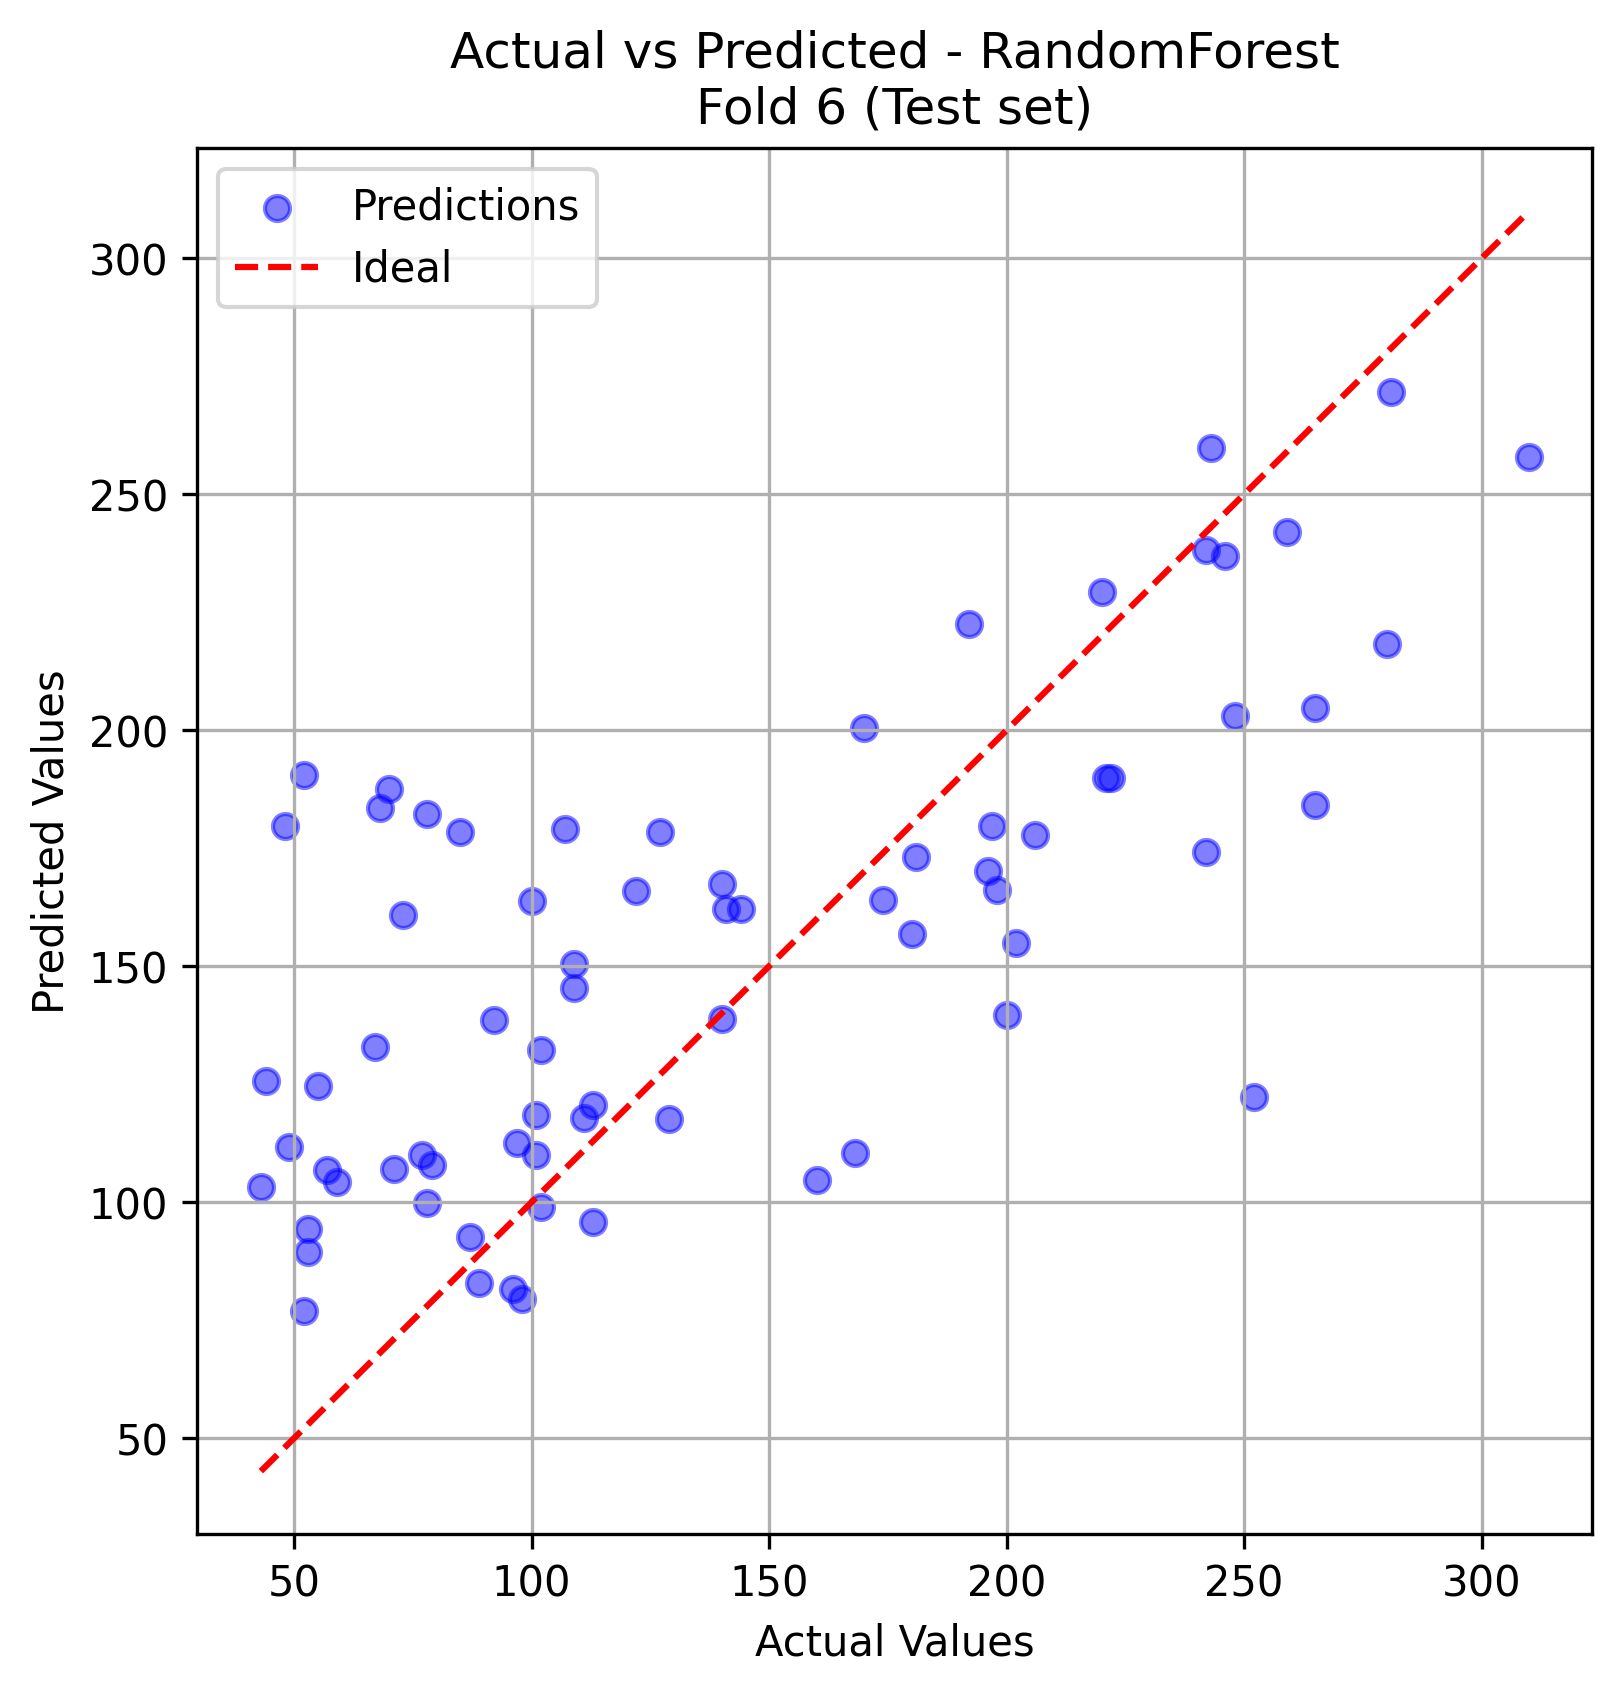 Actual vs Predicted - RandomForest
Fold 6 (Test set)
Predictions
Ideal
300
250
200
150
100
50
Predicted Values
50 100 150 200 250 300
Actual Values